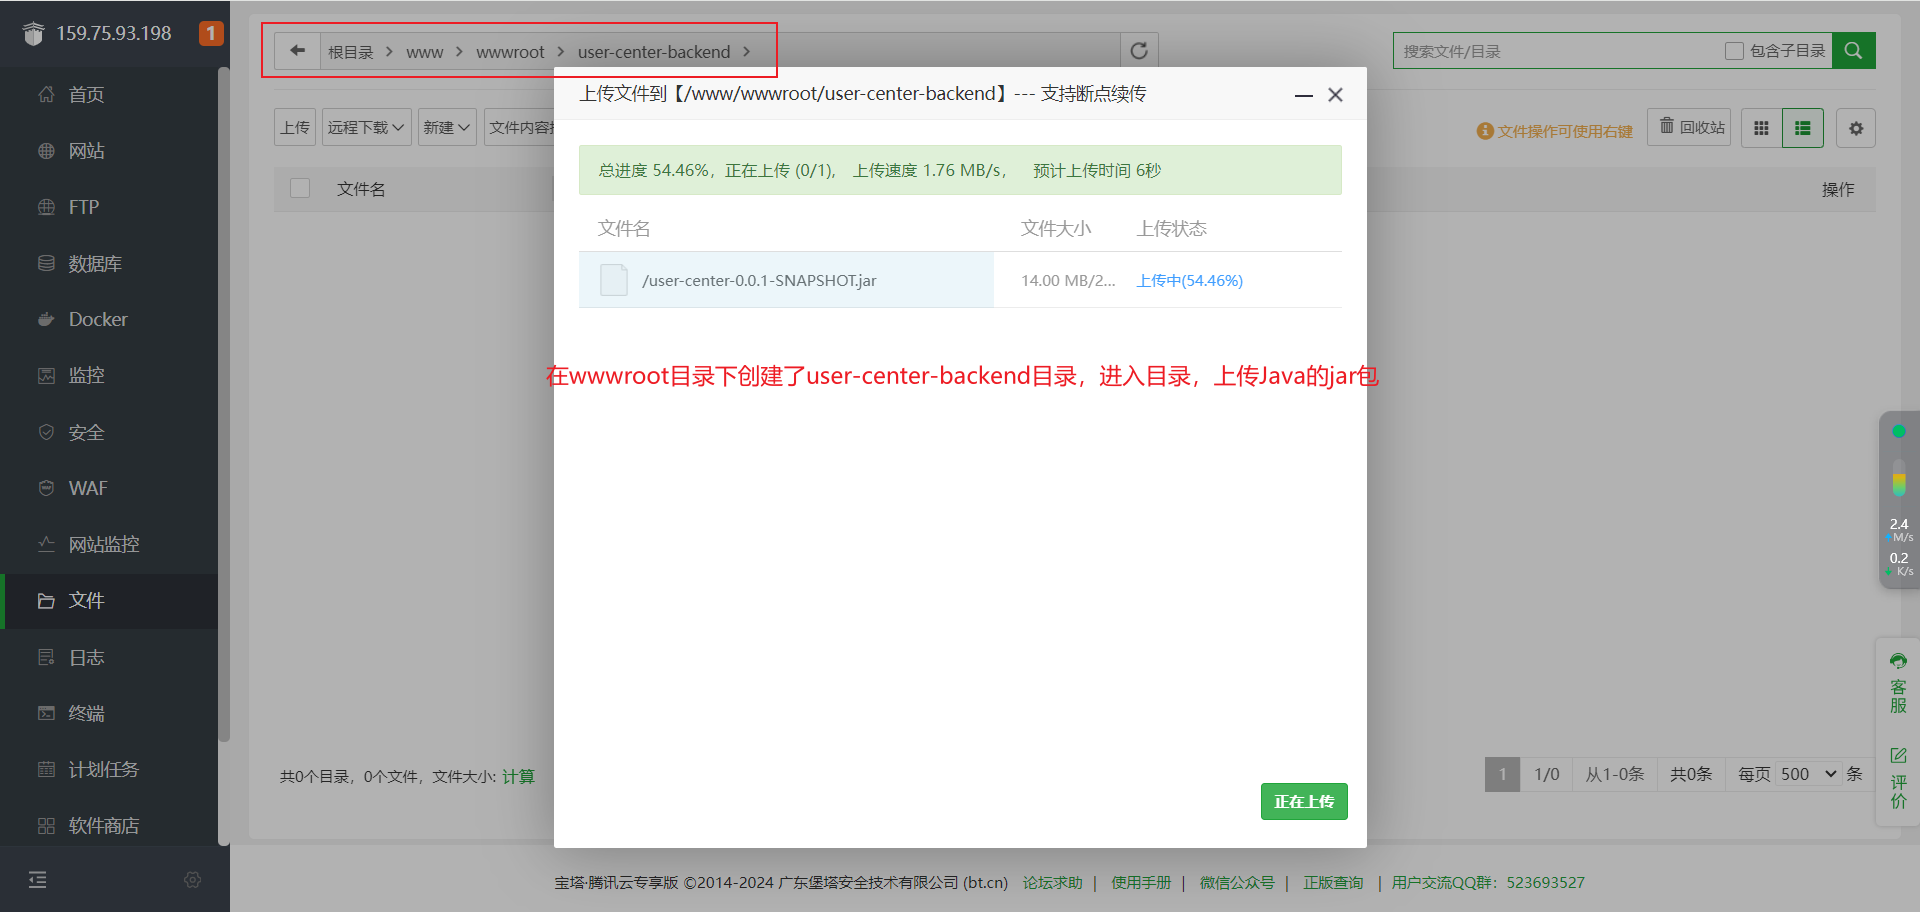 159.75.93.198
1
首页
网站
FTP
数据库
Docker
监控
安全
WAF
网站监控
文件
日志
终端
计划任务
软件商店
根目录 > www > wwwroot > user-center-backend >
搜索文件/目录
包含子目录
上传
远程下载
新建
文件内容
文件操作可使用右键
回收站
文件名
操作
上传文件到【/www/wwwroot/user-center-backend】--- 支持断点续传
总进度 54.46%，正在上传 (0/1)， 上传速度 1.76 MB/s， 预计上传时间 6秒
文件名 文件大小 上传状态
/user-center-0.0.1-SNAPSHOT.jar 14.00 MB/2... 上传中(54.46%)
在wwwroot目录下创建了user-center-backend目录，进入目录，上传Java的jar包
正在上传
共0个目录，0个文件，文件大小: 计算
1 1/0 从1-0条 共0条 每页 500 条
2.4
M/s
0.2
K/s
客服
评价
宝塔·腾讯云专享版 ©2014-2024 广东堡塔安全技术有限公司 (bt.cn) 论坛求助 | 使用手册 | 微信公众号 | 正版查询 | 用户交流QQ群：523693527